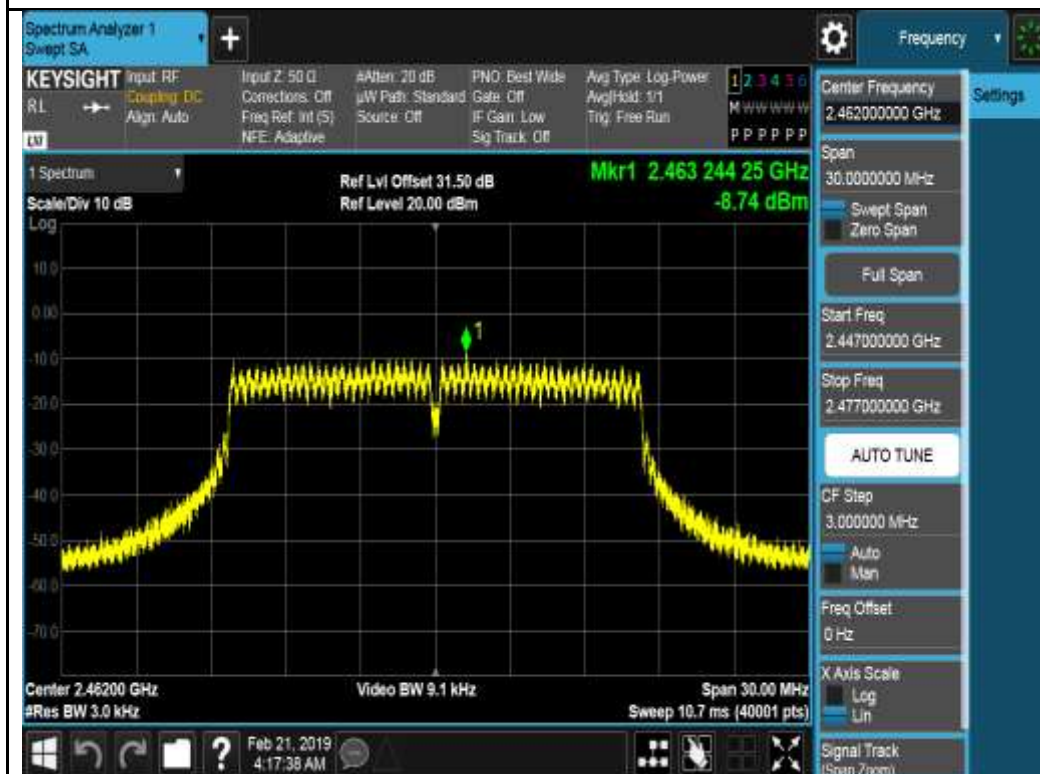 Spectrum Analyzer 1
Swept SA
+
Frequency
KEYSIGHT
RL
LXI
Input: RF
Coupling: DC
Align: Auto
Input Z: 50 Ω
Corrections: Off
Freq Ref: Int (S)
NFE: Adaptive
#Atten: 20 dB
µW Path: Standard
Source: Off
PNO: Best Wide
Gate: Off
IF Gain: Low
Sig Track: Off
Avg Type: Log-Power
Avg|Hold: 1/1
Trig: Free Run
1 2 3 4 5 6
M W W W W W
P P P P P P
1 Spectrum
Scale/Div 10 dB
Log
Ref Lvl Offset 31.50 dB
Ref Level 20.00 dBm
Mkr1 2.463 244 25 GHz
-8.74 dBm
10.0
0.00
-10.0
-20.0
-30.0
-40.0
-50.0
-60.0
-70.0
1
Center 2.46200 GHz
#Res BW 3.0 kHz
Video BW 9.1 kHz
Span 30.00 MHz
Sweep 10.7 ms (40001 pts)
?
Feb 21, 2019
4:17:38 AM
Center Frequency
2.462000000 GHz
Settings
Span
30.0000000 MHz
Swept Span
Zero Span
Full Span
Start Freq
2.447000000 GHz
Stop Freq
2.477000000 GHz
AUTO TUNE
CF Step
3.000000 MHz
Auto
Man
Freq Offset
0 Hz
X Axis Scale
Log
Lin
Signal Track
(Span Zoom)